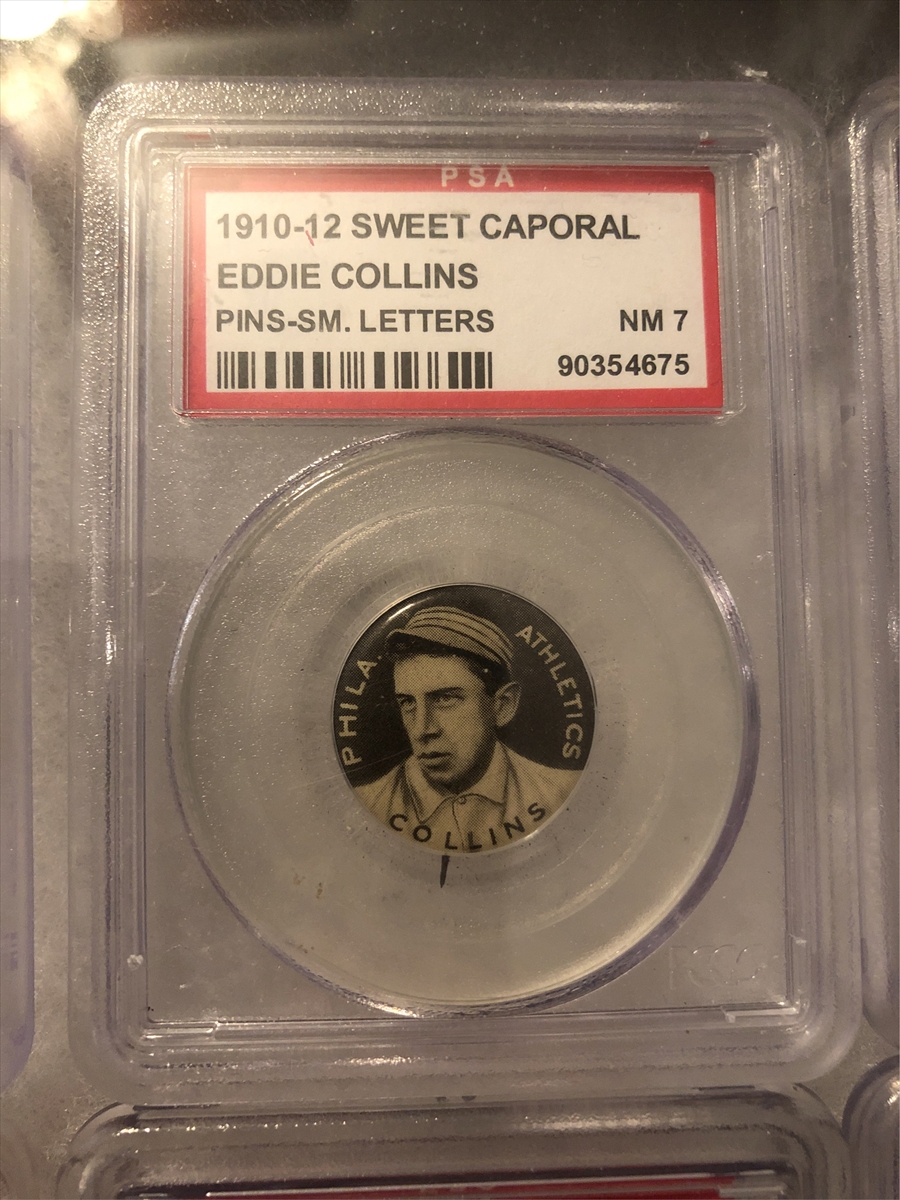 PSA
1910-12 SWEET CAPORAL
EDDIE COLLINS
PINS-SM. LETTERS NM 7
90354675
PHILA. ATHLETICS
COLLINS